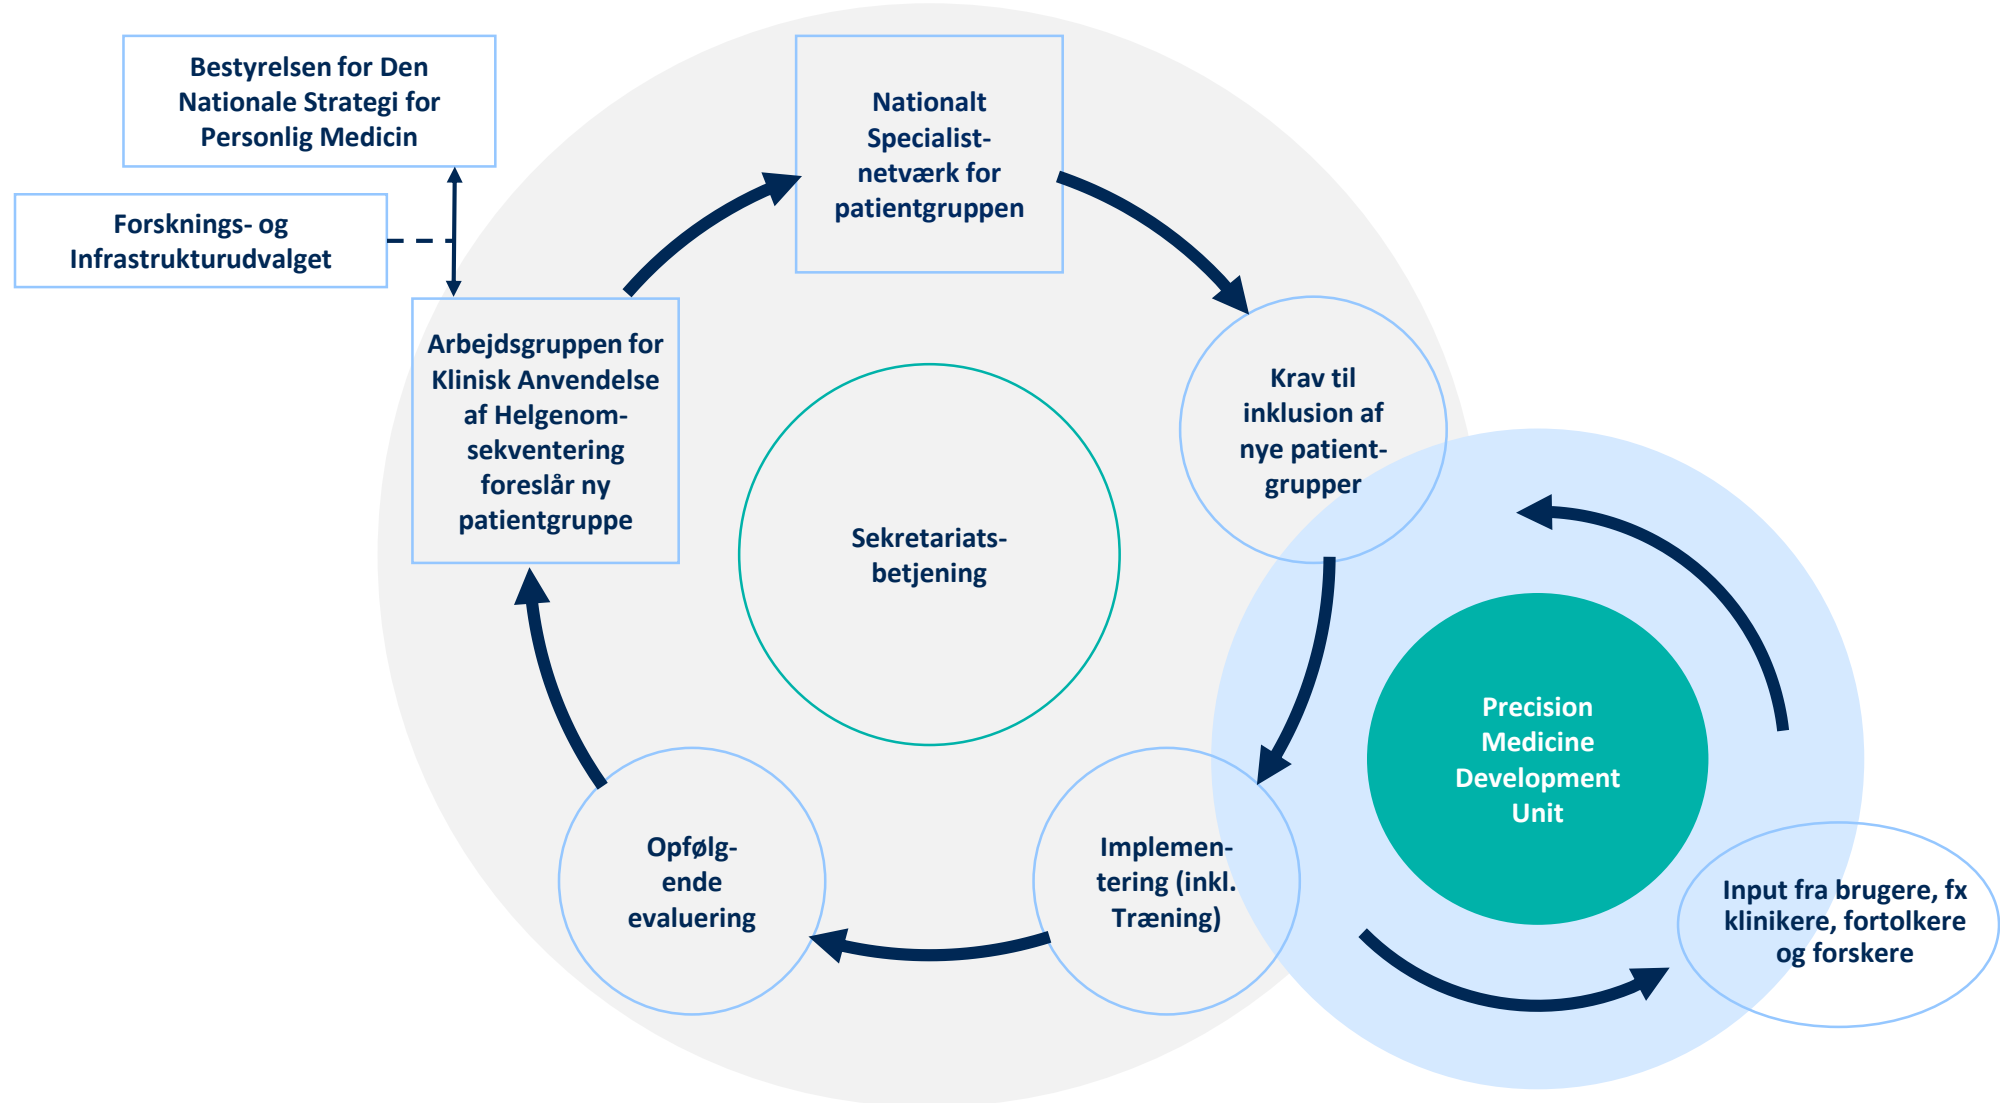 Bestyrelsen for Den
Nationale Strategi for
Personlig Medicin
Forsknings- og
Infrastrukturudvalget
Nationalt
Specialist-
netværk for
patientgruppen
Arbejdsgruppen for
Klinisk Anvendelse
af Helgenom-
sekventering
foreslår ny
patientgruppe
Krav til
inklusion af
nye patient-
grupper
Sekretariats-
betjening
Precision
Medicine
Development
Unit
Opfølg-
ende
evaluering
Implemen-
tering (inkl.
Træning)
Input fra brugere, fx
klinikere, fortolkere
og forskere